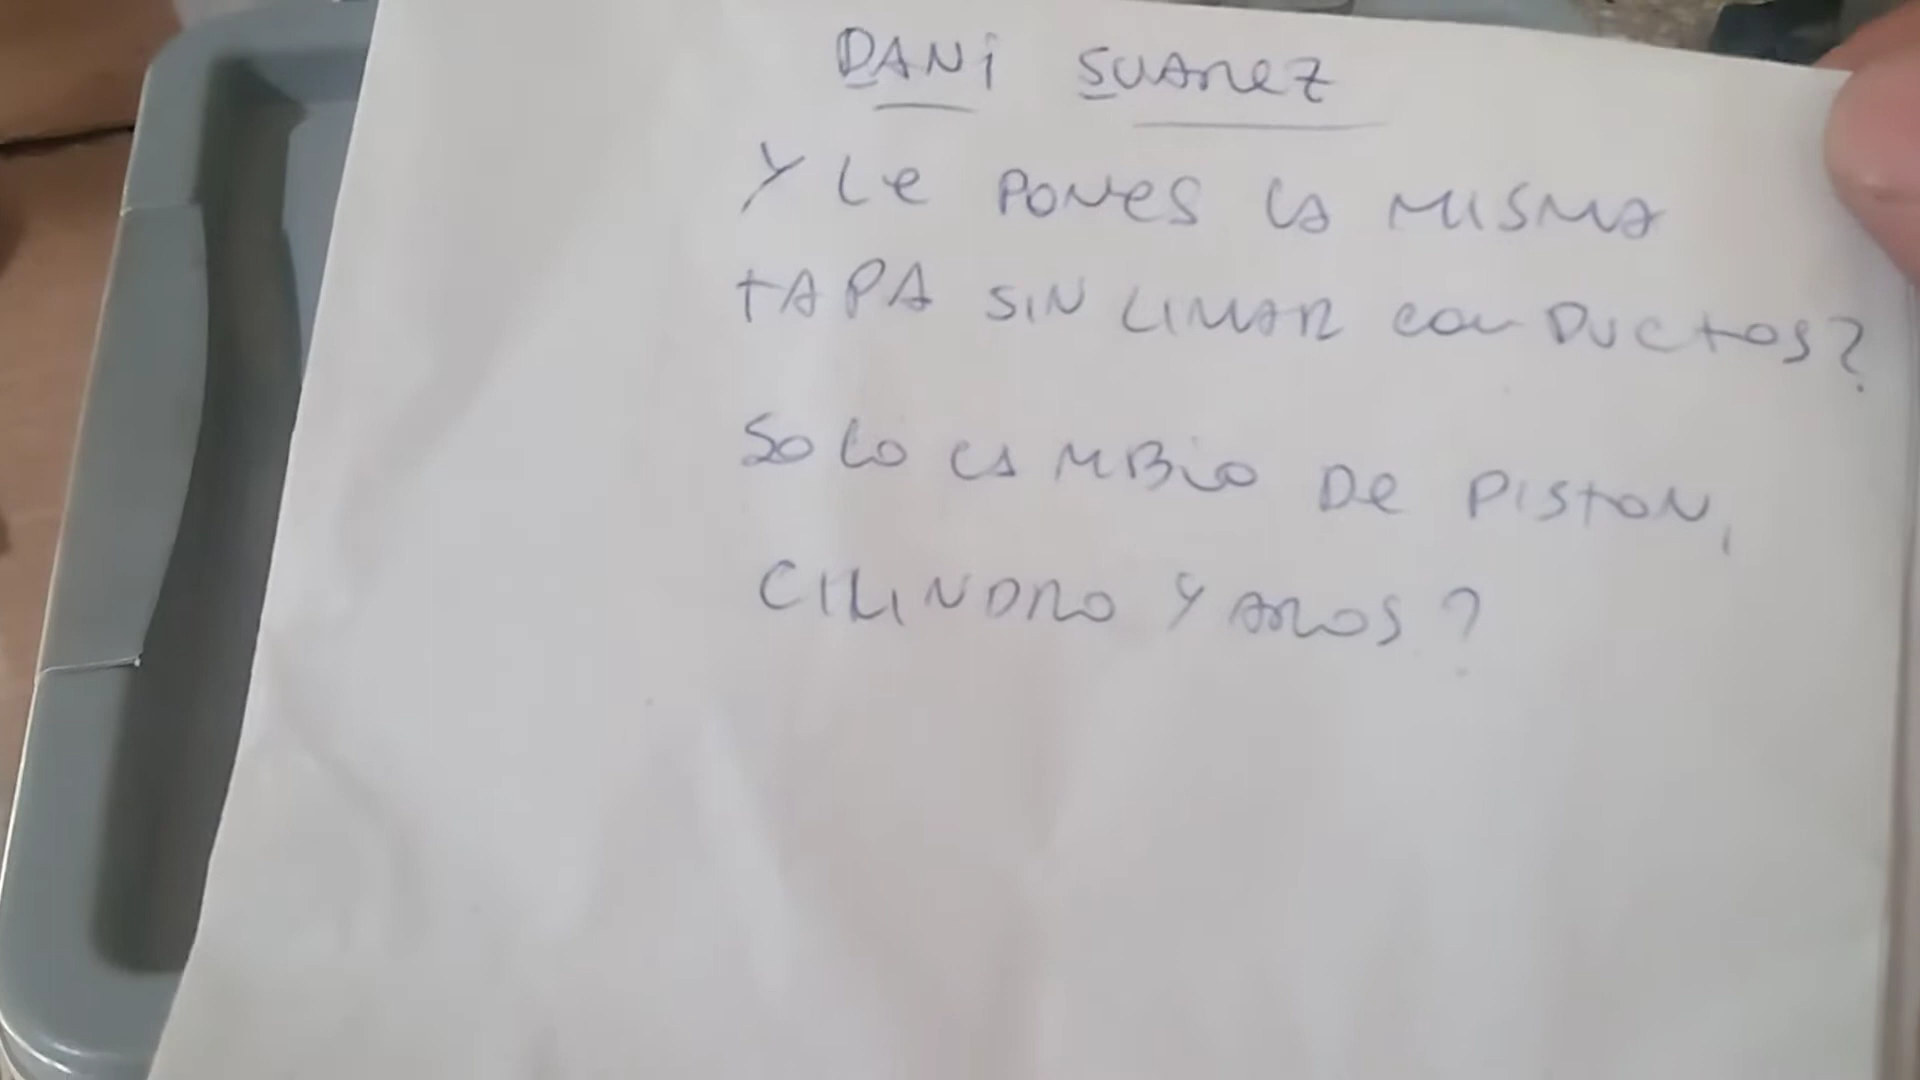 DANi SUAREZ
Y Le PONES LA MISMA
tAPA SIN LIMAR conDUCtOS?
SOLO CAMBiO De PIStON,
CILINDRO Y AROS?